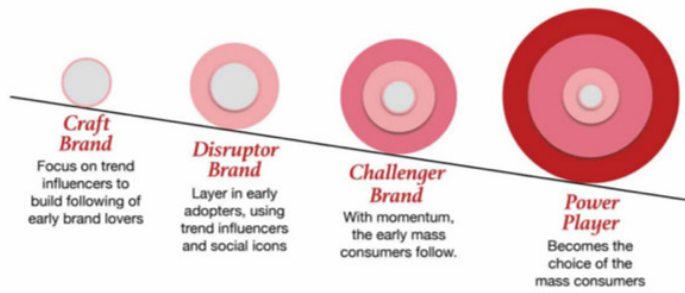 Craft
Brand
Focus on trend
influencers to
build following of
early brand lovers
Disruptor
Brand
Layer in early
adopters, using
trend influencers
and social icons
Challenger
Brand
With momentum,
the early mass
consumers follow.
Power
Player
Becomes the
choice of the
mass consumers